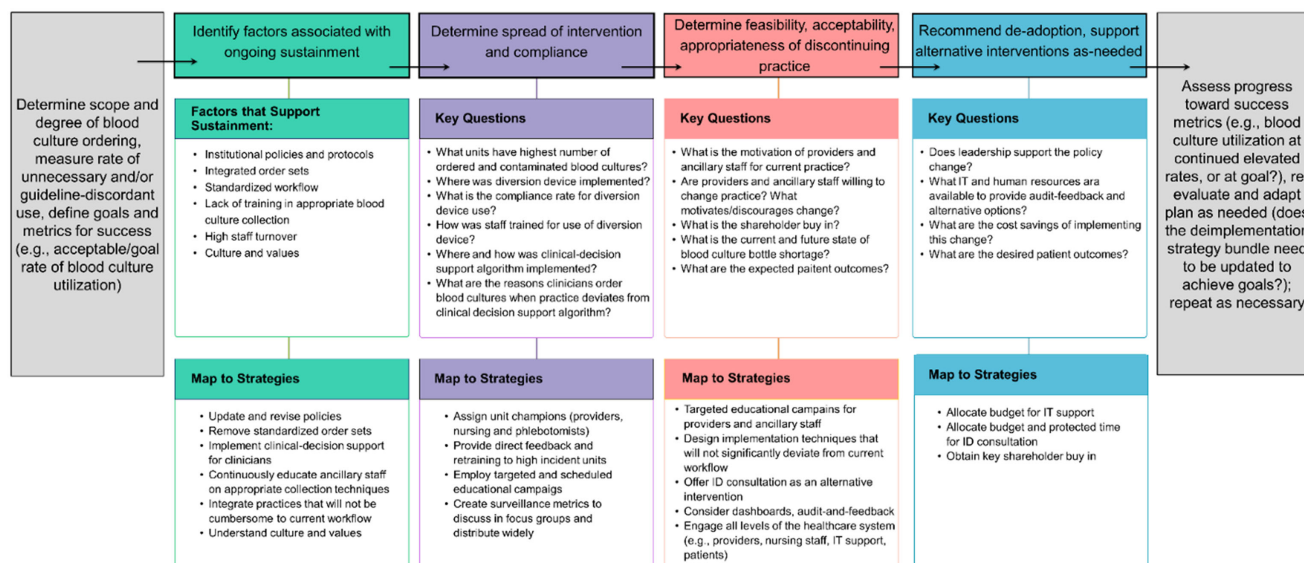 Determine scope and
degree of blood
culture ordering,
measure rate of
unnecessary and/or
guideline-discordant
use, define goals and
metrics for success
(e.g., acceptable/goal
rate of blood culture
utilization)
Identify factors associated with
ongoing sustainment
Factors that Support
Sustainment:
• Institutional policies and protocols
• Integrated order sets
• Standardized workflow
• Lack of training in appropriate blood
culture collection
• High staff turnover
• Culture and values
Map to Strategies
• Update and revise policies
• Remove standardized order sets
• Implement clinical-decision support
for clinicians
• Continuously educate ancillary staff
on appropriate collection techniques
• Integrate practices that will not be
cumbersome to current workflow
• Understand culture and values
Determine spread of intervention
and compliance
Key Questions
• What units have highest number of
ordered and contaminated blood cultures?
• Where was diversion device implemented?
• What is the compliance rate for diversion
device use?
• How was staff trained for use of diversion
device?
• Where and how was clinical-decision
support algorithm implemented?
• What are the reasons clinicians order
blood cultures when practice deviates from
clinical decision support algorithm?
Map to Strategies
• Assign unit champions (providers,
nursing and phlebotomists)
• Provide direct feedback and
retraining to high incident units
• Employ targeted and scheduled
educational campaigs
• Create surveillance metrics to
discuss in focus groups and
distribute widely
Determine feasibility, acceptability,
appropriateness of discontinuing
practice
Key Questions
• What is the motivation of providers and
ancillary staff for current practice?
• Are providers and ancillary staff willing to
change practice? What
motivates/discourages change?
• What is the shareholder buy in?
• What is the current and future state of
blood culture bottle shortage?
• What are the expected paitent outcomes?
Map to Strategies
• Targeted educational campains for
providers and ancillary staff
• Design implementation techniques that
will not significantly deviate from current
workflow
• Offer ID consultation as an alternative
intervention
• Consider dashboards, audit-and-feedback
• Engage all levels of the healthcare system
(e.g., providers, nursing staff, IT support,
patients)
Recommend de-adoption, support
alternative interventions as-needed
Key Questions
• Does leadership support the policy
change?
• What IT and human resources are
available to provide audit-feedback and
alternative options?
• What are the cost savings of implementing
this change?
• What are the desired patient outcomes?
Map to Strategies
• Allocate budget for IT support
• Allocate budget and protected time
for ID consultation
• Obtain key shareholder buy in
Assess progress
toward success
metrics (e.g., blood
culture utilization at
continued elevated
rates, or at goal?), re
evaluate and adapt
plan as needed (does
the deimplementation
strategy bundle need
to be updated to
achieve goals?);
repeat as necessary